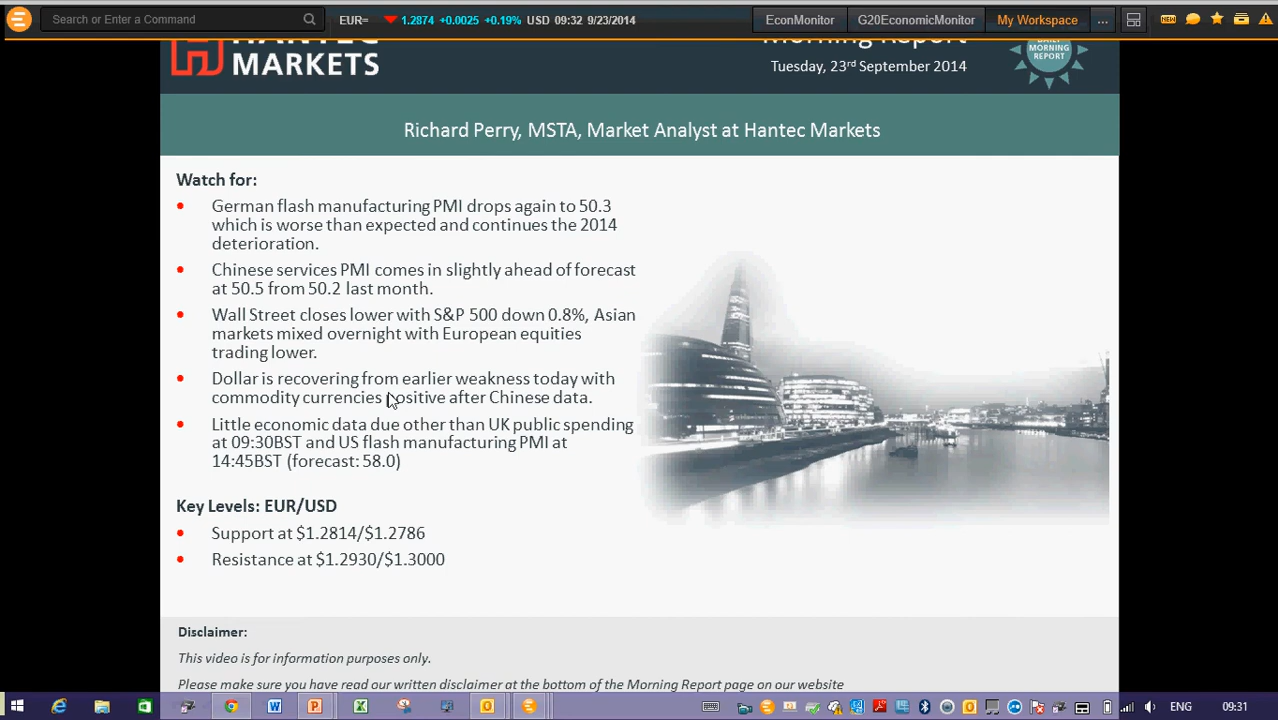 Search or Enter a Command
EUR= 1.2874 +0.0025 +0.19% USD 09:32 9/23/2014
EconMonitor
G20EconomicMonitor
My Workspace
...
NEW
HANTEC
MARKETS
Morning Report
Tuesday, 23rd September 2014
DAILY
MORNING
REPORT
Richard Perry, MSTA, Market Analyst at Hantec Markets
Watch for:
• German flash manufacturing PMI drops again to 50.3
which is worse than expected and continues the 2014
deterioration.
• Chinese services PMI comes in slightly ahead of forecast
at 50.5 from 50.2 last month.
• Wall Street closes lower with S&P 500 down 0.8%, Asian
markets mixed overnight with European equities
trading lower.
• Dollar is recovering from earlier weakness today with
commodity currencies positive after Chinese data.
• Little economic data due other than UK public spending
at 09:30BST and US flash manufacturing PMI at
14:45BST (forecast: 58.0)
Key Levels: EUR/USD
• Support at $1.2814/$1.2786
• Resistance at $1.2930/$1.3000
Disclaimer:
This video is for information purposes only.
Please make sure you have read our written disclaimer at the bottom of the Morning Report page on our website
ENG
09:31